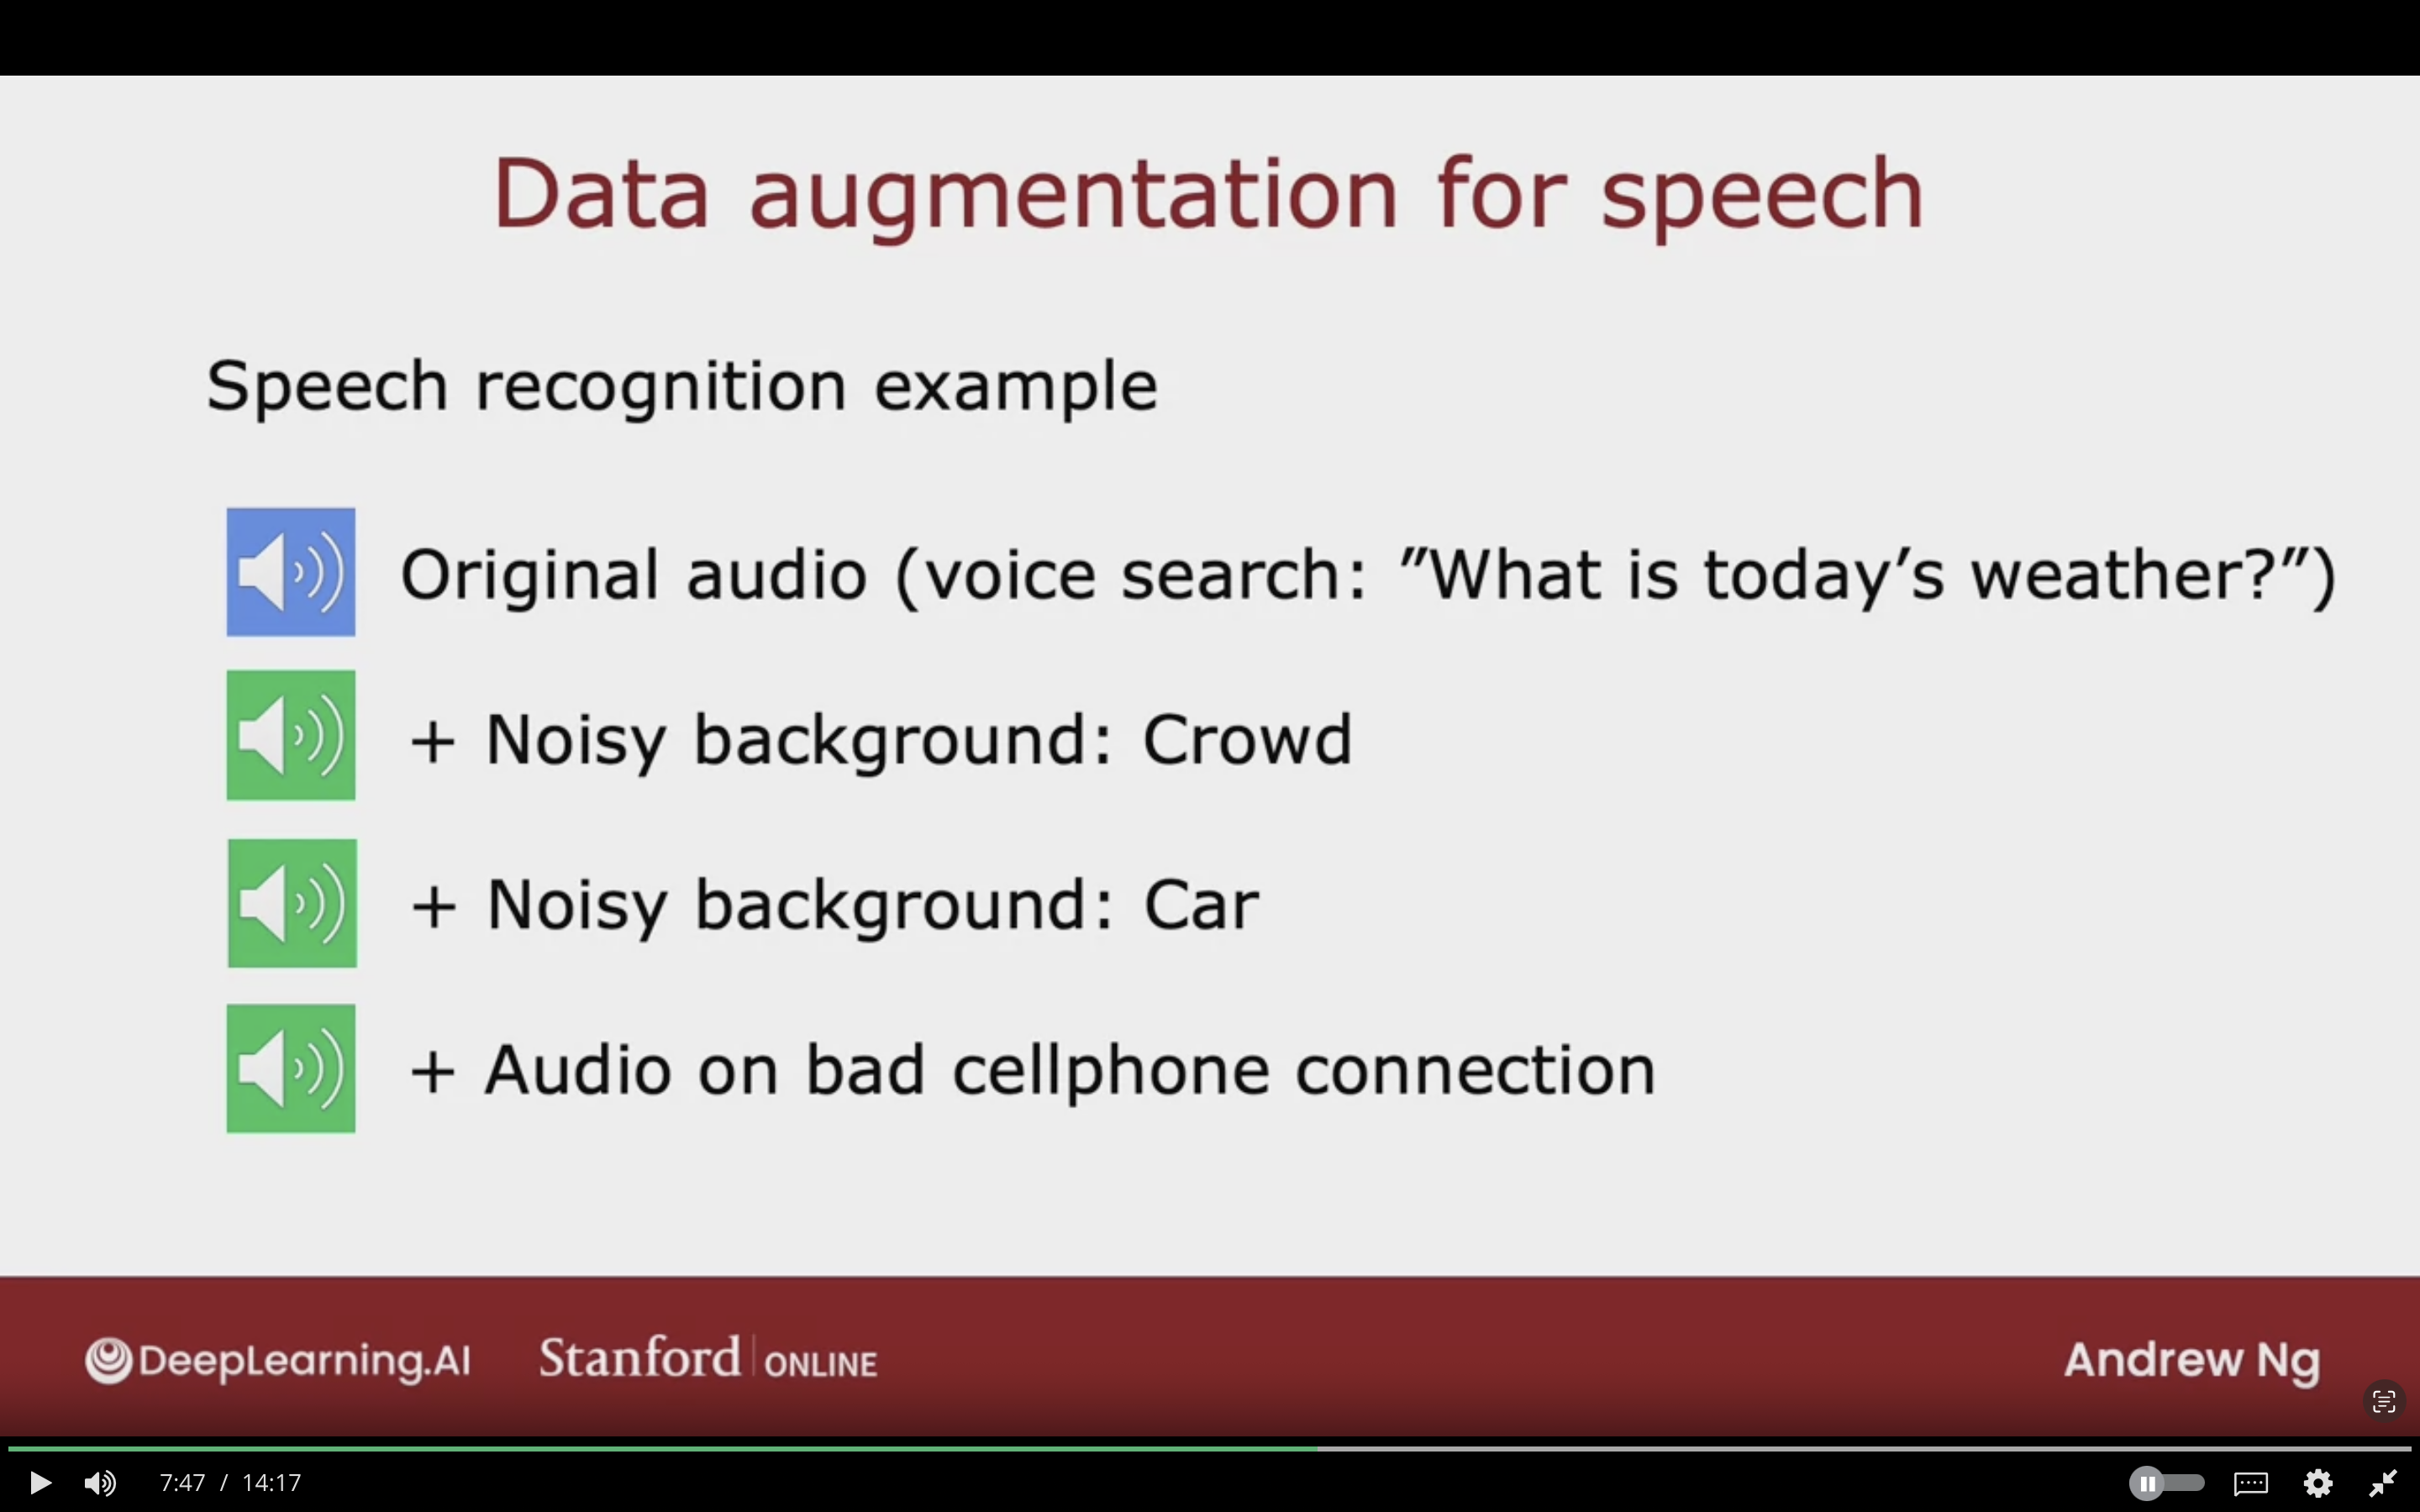 Data augmentation for speech
Speech recognition example
Original audio (voice search: ”What is today’s weather?”)
+ Noisy background: Crowd
+ Noisy background: Car
+ Audio on bad cellphone connection
DeepLearning.AI Stanford | ONLINE Andrew Ng
7:47 / 14:17